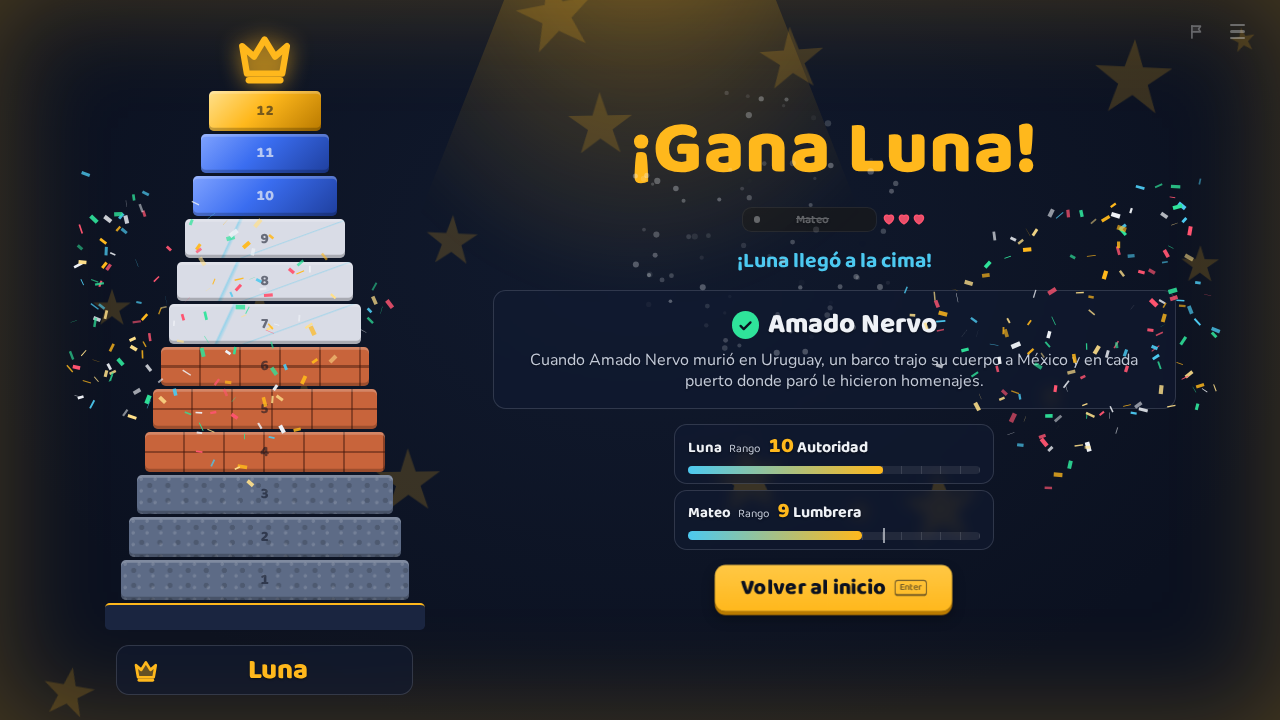 12
11
10
9
8
7
6
5
4
3
2
1
Luna
¡Gana Luna!
Mateo
¡Luna llegó a la cima!
Amado Nervo
Cuando Amado Nervo murió en Uruguay, un barco trajo su cuerpo a México y en cada
puerto donde paró le hicieron homenajes.
Luna Rango 10 Autoridad
Mateo Rango 9 Lumbrera
Volver al inicio Enter